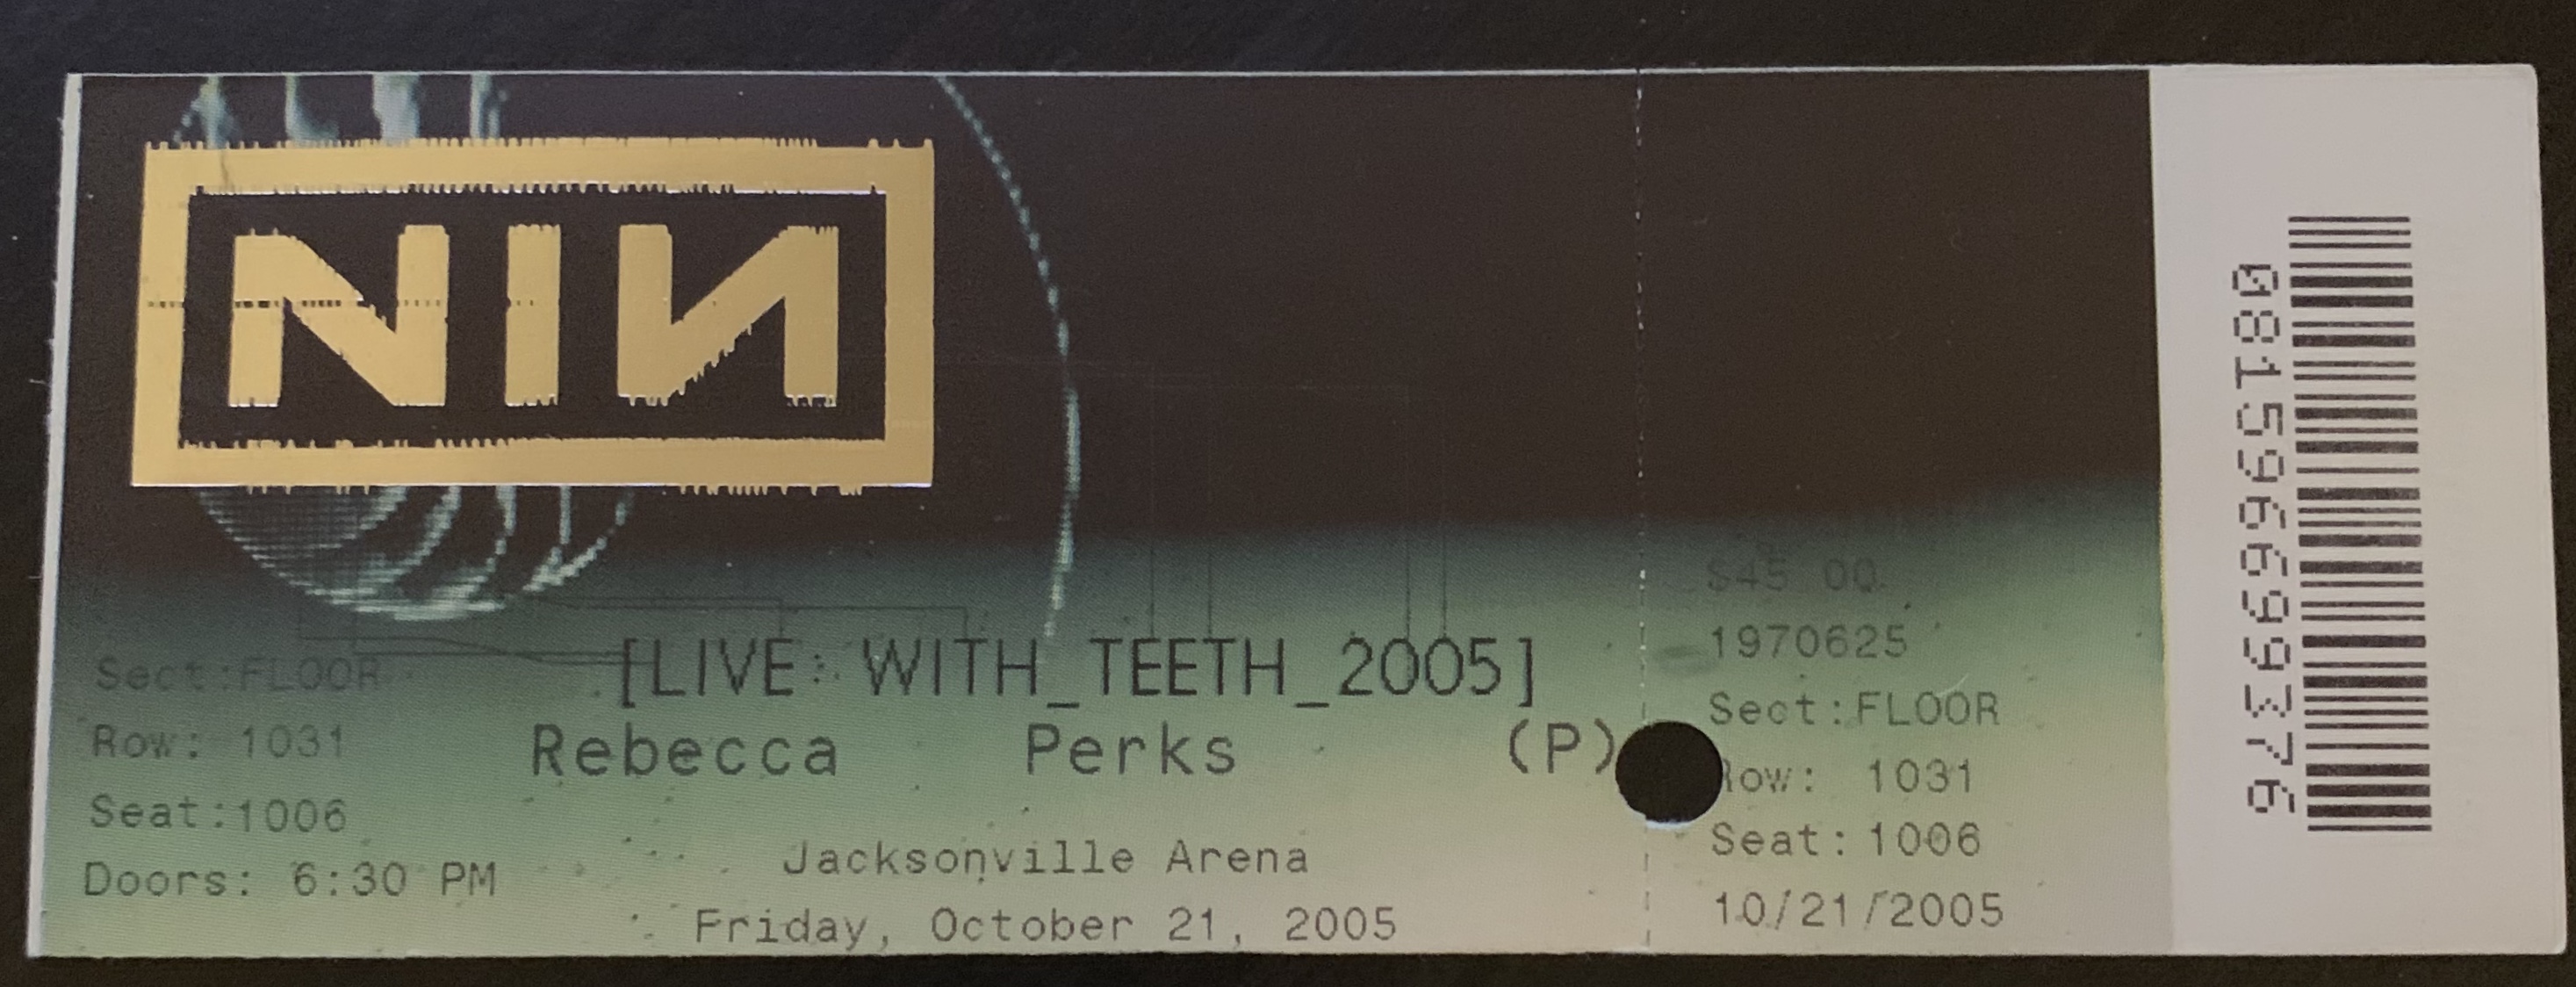 NIN
[LIVE: WITH_TEETH_2005]
Rebecca Perks (P)
Jacksonville Arena
Friday, October 21, 2005
Sect:FLOOR
Row: 1031
Seat:1006
Doors: 6:30 PM
$45.00
1970625
Sect:FLOOR
Row: 1031
Seat:1006
10/21/2005
081596699376